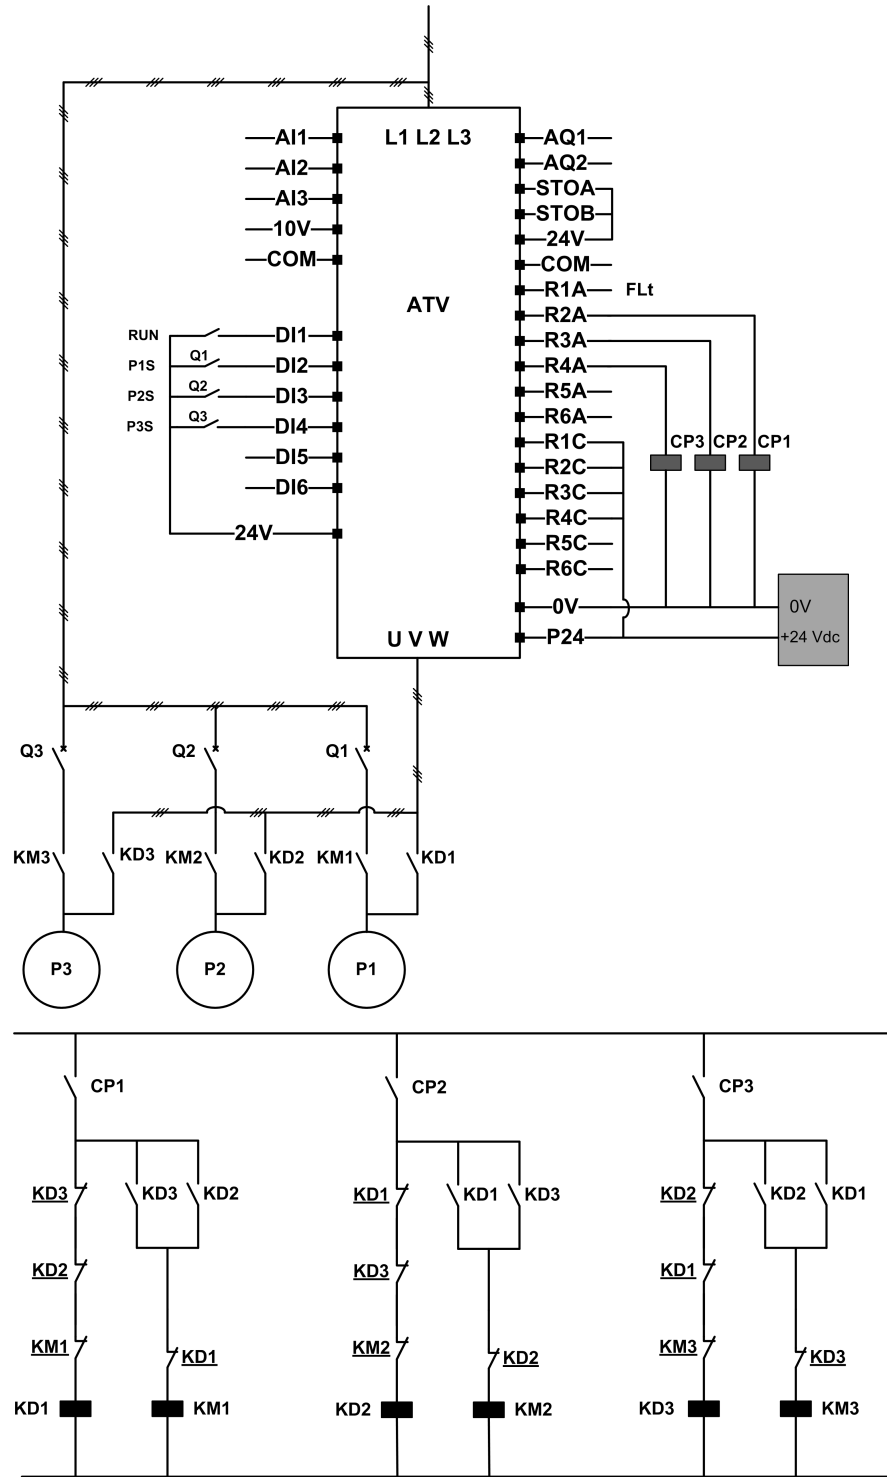 L1 L2 L3
AI1
AQ1
AI2
AQ2
AI3
STOA
10V
STOB
COM
24V
COM
ATV
R1A FLt
R2A
RUN DI1
R3A
P1S Q1 DI2
R4A
P2S Q2 DI3
R5A
P3S Q3 DI4
R6A
DI5
R1C CP3 CP2 CP1
DI6
R2C
R3C
24V
R4C
R5C
R6C
0V 0V
U V W P24 +24 Vdc
Q3 Q2 Q1
KM3 KD3 KM2 KD2 KM1 KD1
P3 P2 P1
CP1 CP2 CP3
KD3 KD3 KD2 KD1 KD1 KD3 KD2 KD2 KD1
KD2 KD3 KD1
KM1 KD1 KM2 KD2 KM3 KD3
KD1 KM1 KD2 KM2 KD3 KM3